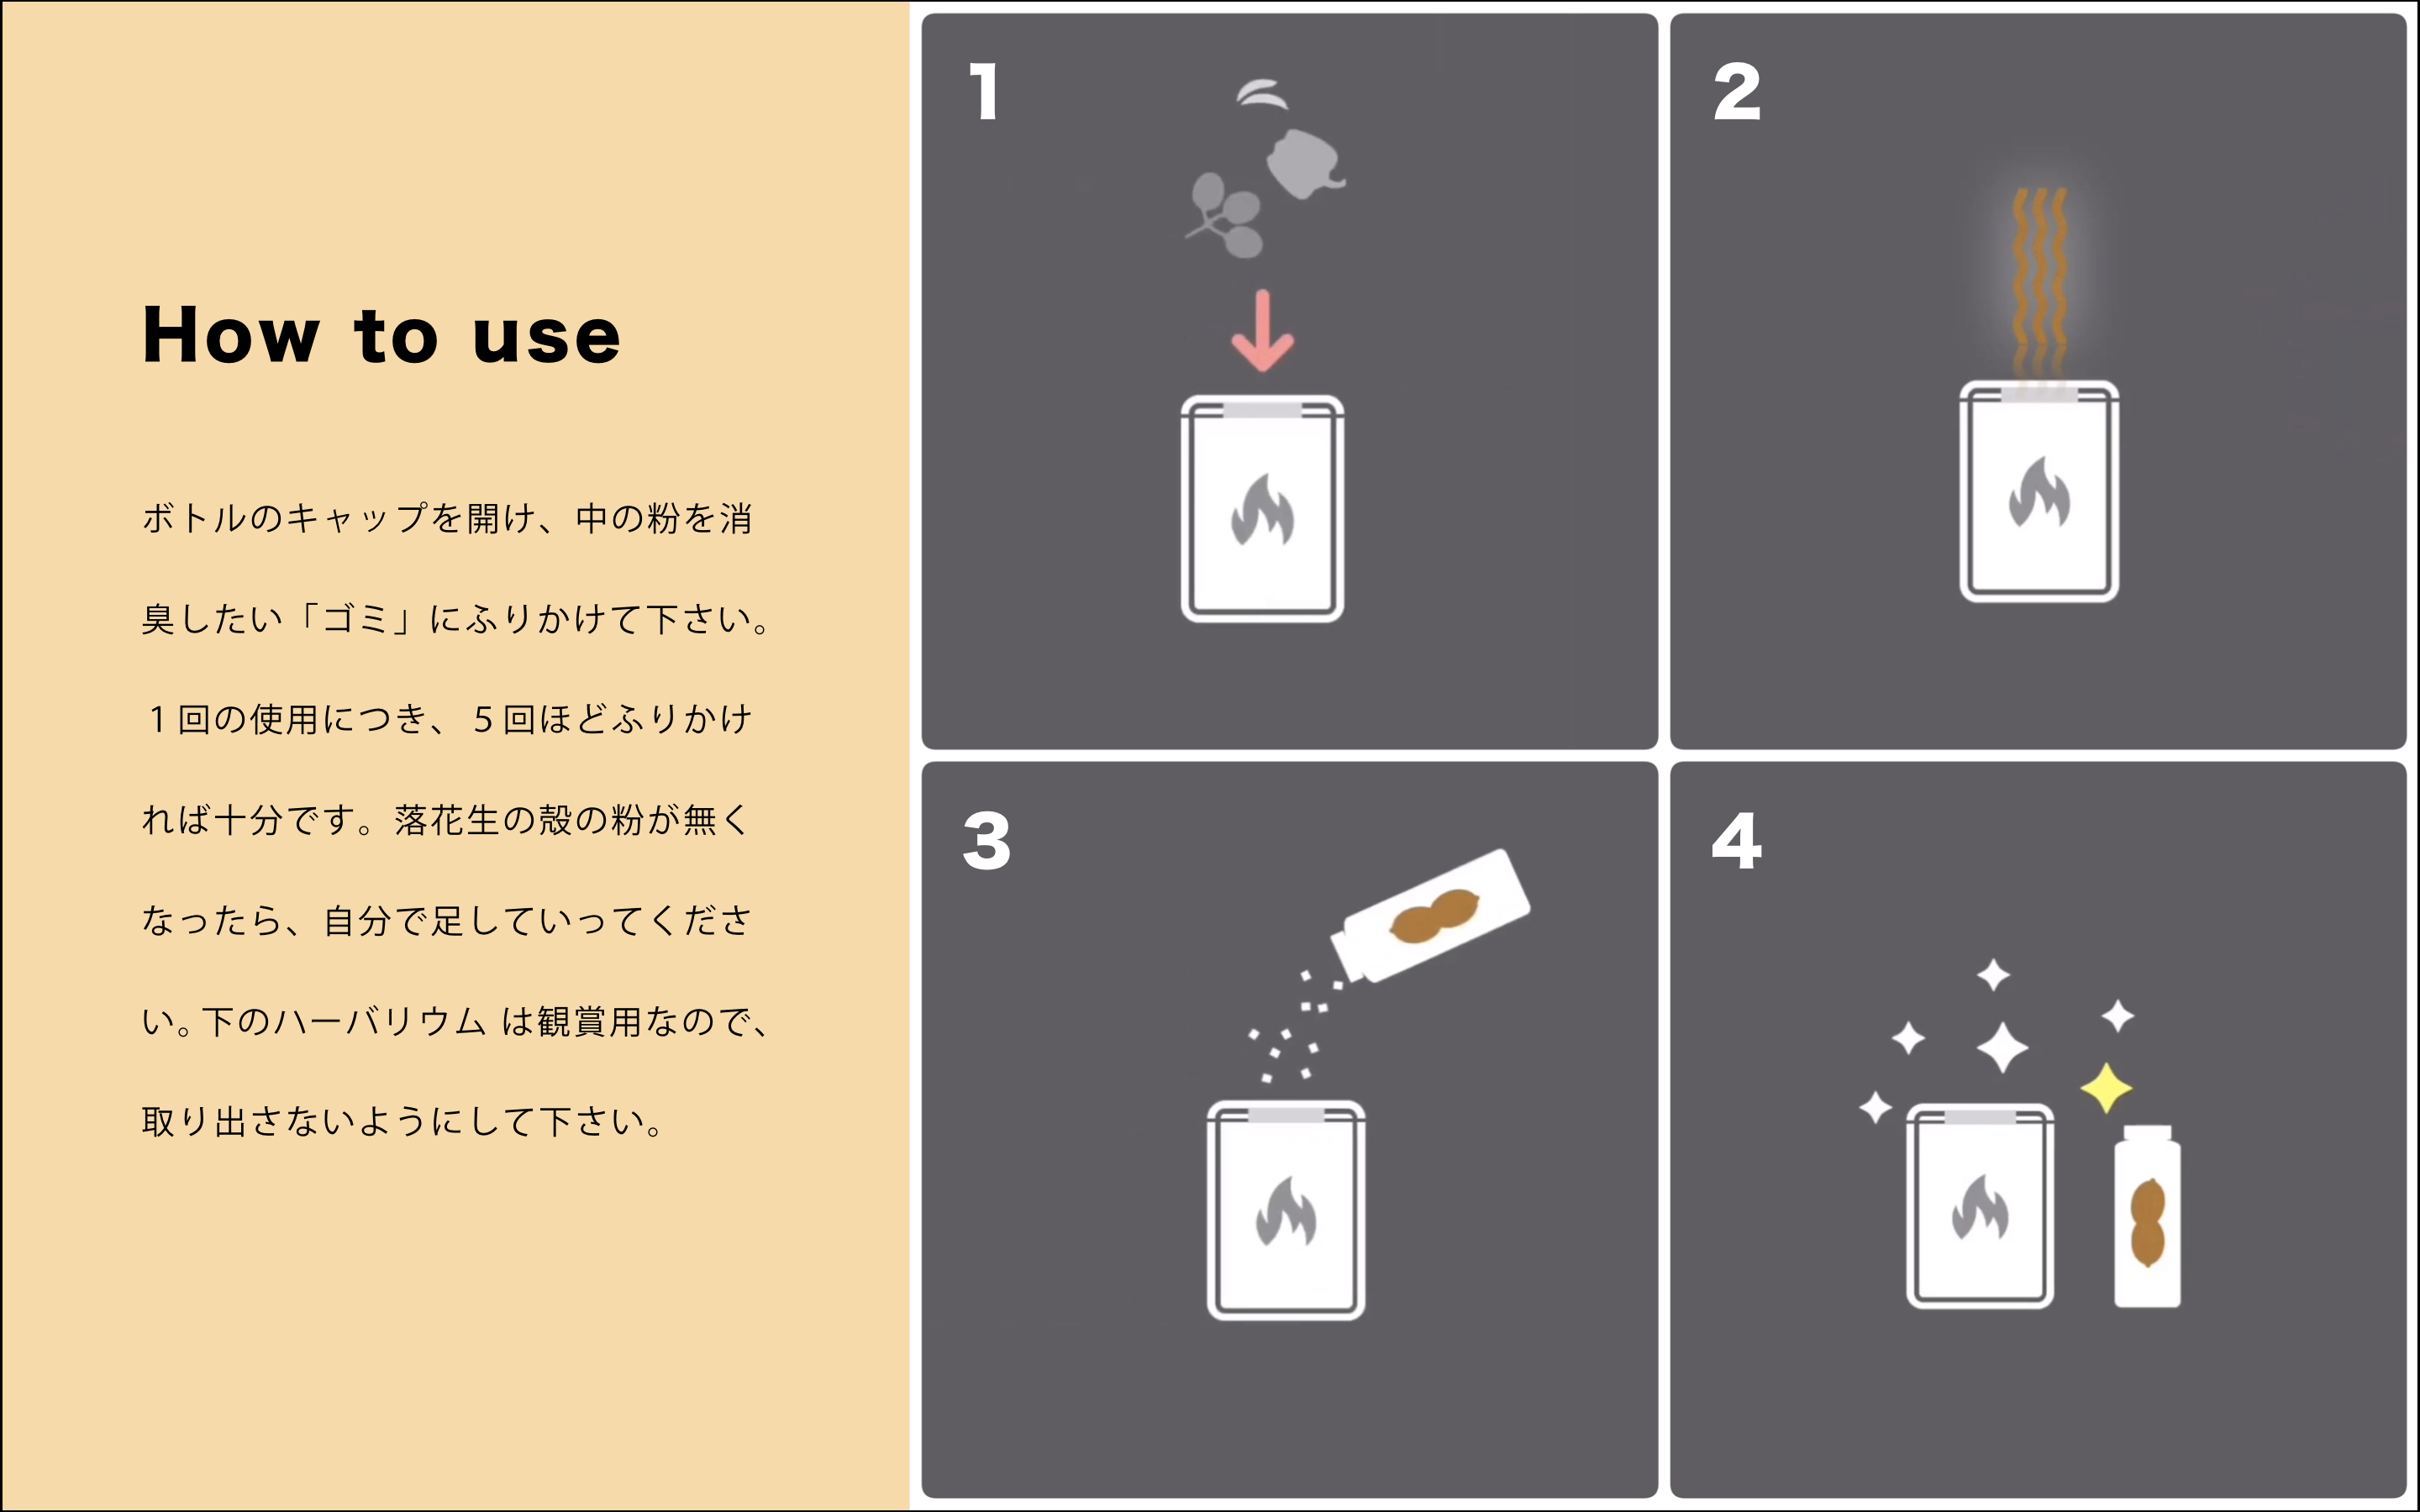 How to use
ボトルのキャップを開け、中の粉を消
臭したい「ゴミ」にふりかけて下さい。
1回の使用につき、5回ほどふりかけ
れば十分です。落花生の殻の粉が無く
なったら、自分で足していってくださ
い。下のハーバリウム は観賞用なので、
取り出さないようにして下さい。
1
2
3
4